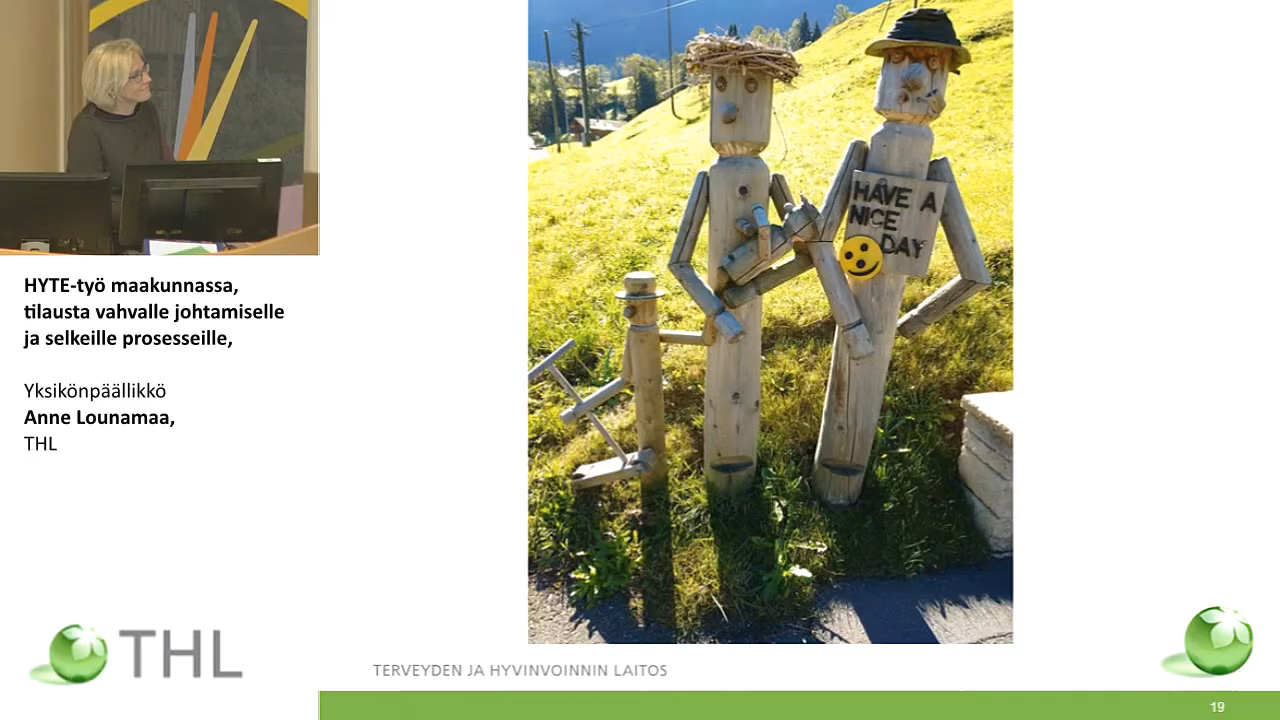 HYTE-työ maakunnassa,
tilausta vahvalle johtamiselle
ja selkeille prosesseille,
Yksikönpäällikkö
Anne Lounamaa,
THL
THL
HAVE A
NICE
DAY
TERVEYDEN JA HYVINVOINNIN LAITOS
19